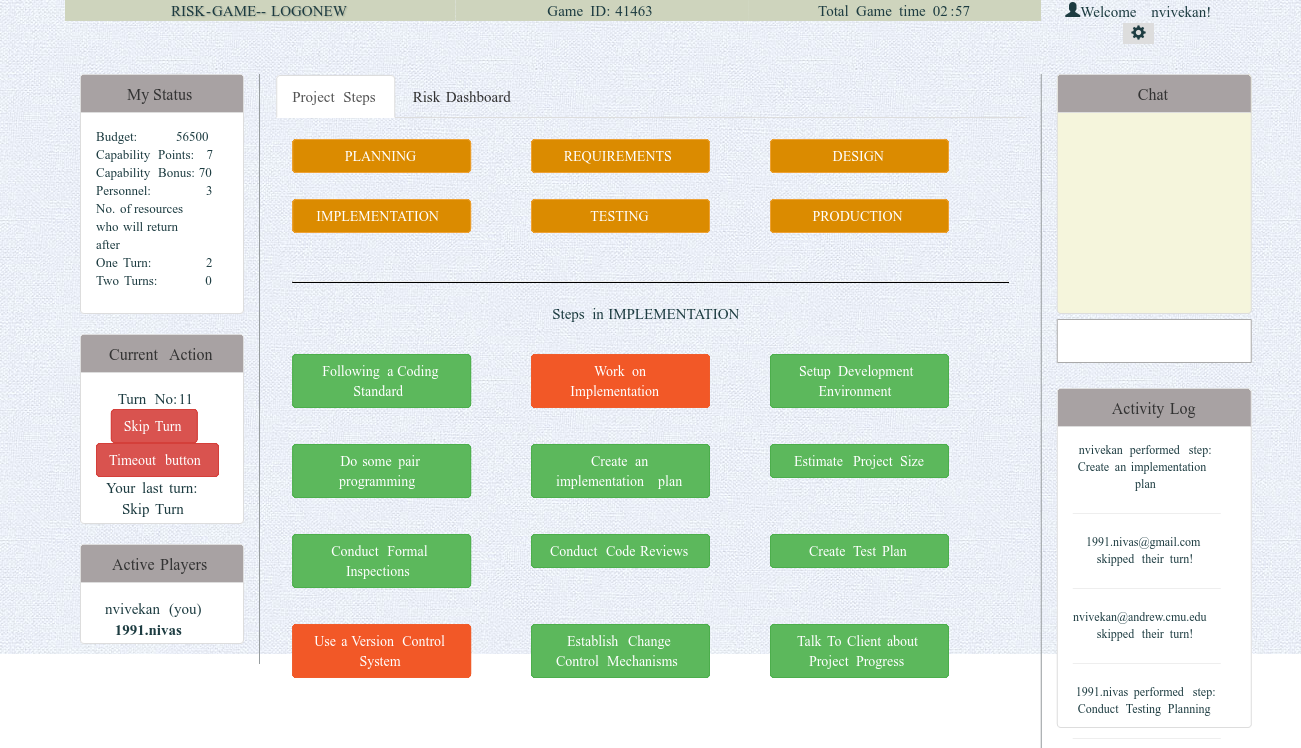 RISK-GAME-- LOGONEW
Game ID: 41463
Total Game time 02:57
Welcome nvivekan!
My Status
Budget: 56500
Capability Points: 7
Capability Bonus: 70
Personnel: 3
No. of resources
who will return
after
One Turn: 2
Two Turns: 0
Current Action
Turn No:11
Skip Turn
Timeout button
Your last turn:
Skip Turn
Active Players
nvivekan (you)
1991.nivas
Project Steps
Risk Dashboard
PLANNING
REQUIREMENTS
DESIGN
IMPLEMENTATION
TESTING
PRODUCTION
Steps in IMPLEMENTATION
Following a Coding
Standard
Work on
Implementation
Setup Development
Environment
Do some pair
programming
Create an
implementation plan
Estimate Project Size
Conduct Formal
Inspections
Conduct Code Reviews
Create Test Plan
Use a Version Control
System
Establish Change
Control Mechanisms
Talk To Client about
Project Progress
Chat
Activity Log
nvivekan performed step:
Create an implementation
plan
1991.nivas@gmail.com
skipped their turn!
nvivekan@andrew.cmu.edu
skipped their turn!
1991.nivas performed step:
Conduct Testing Planning